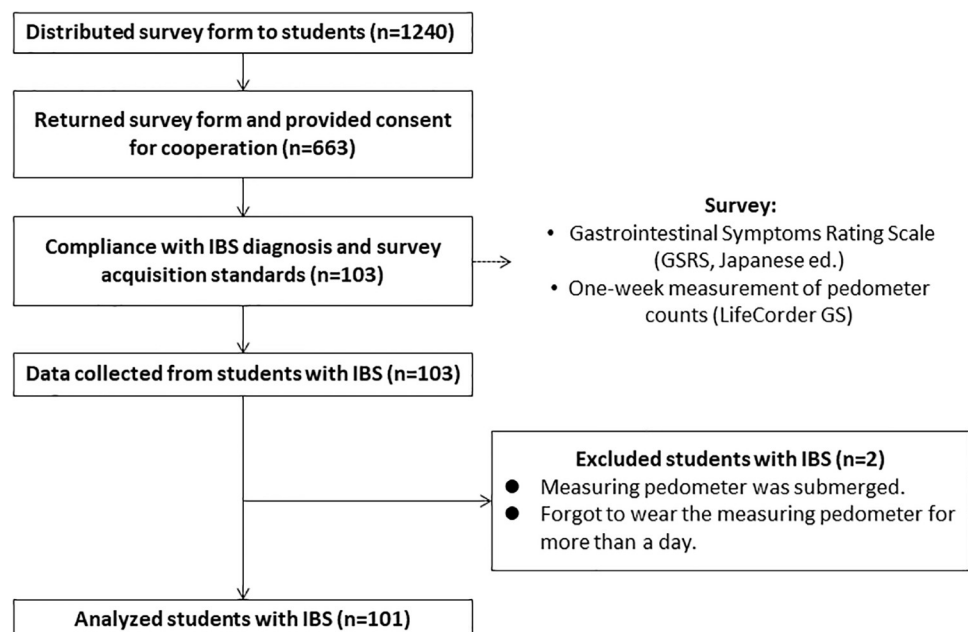 Distributed survey form to students (n=1240)
Returned survey form and provided consent
for cooperation (n=663)
Compliance with IBS diagnosis and survey
acquisition standards (n=103)
Survey:
• Gastrointestinal Symptoms Rating Scale
(GSRS, Japanese ed.)
• One-week measurement of pedometer
counts (LifeCorder GS)
Data collected from students with IBS (n=103)
Excluded students with IBS (n=2)
● Measuring pedometer was submerged.
● Forgot to wear the measuring pedometer for
more than a day.
Analyzed students with IBS (n=101)